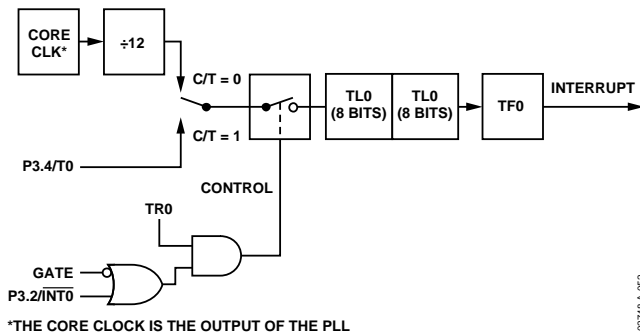 CORE
CLK*
÷12
C/T = 0
C/T = 1
P3.4/T0
TL0
(8 BITS)
TL0
(8 BITS)
TF0
INTERRUPT
CONTROL
TR0
GATE
P3.2/INT0
*THE CORE CLOCK IS THE OUTPUT OF THE PLL